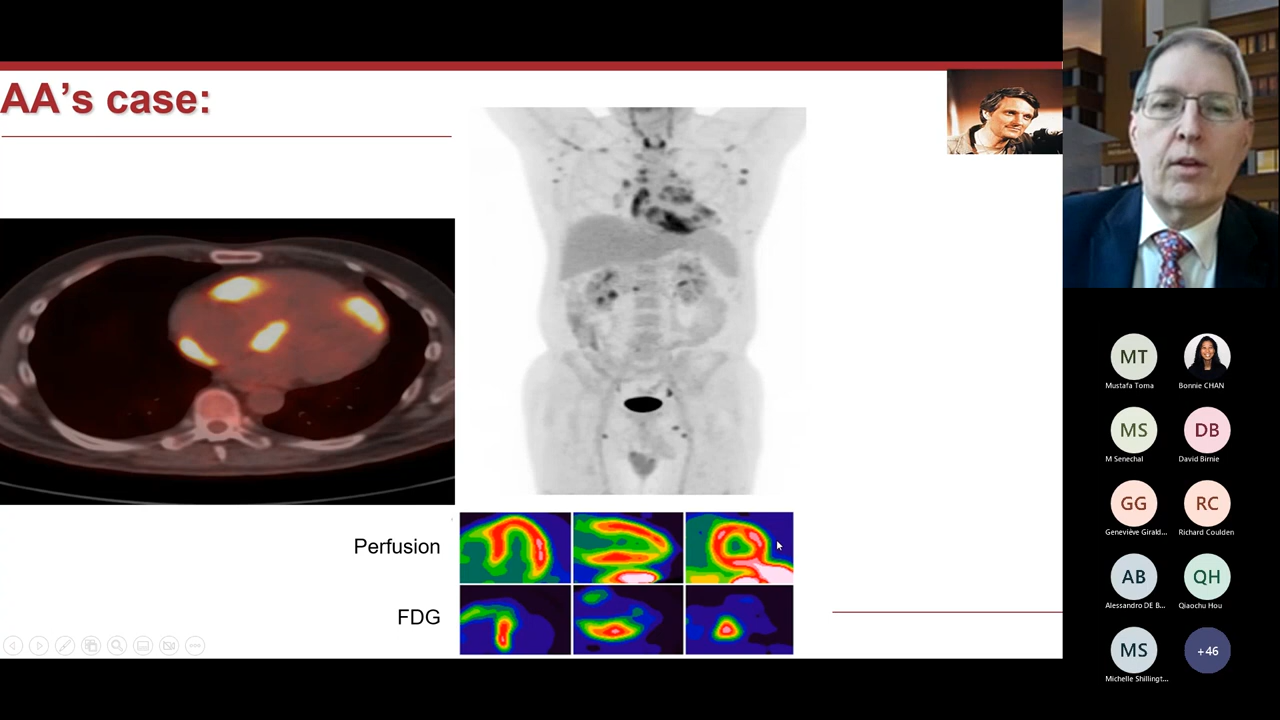 AA's case:
Perfusion
FDG
MT
Mustafa Toma
Bonnie CHAN
MS
M Senechal
DB
David Birnie
GG
Geneviève Girald...
RC
Richard Coulden
AB
Alessandro DE B...
QH
Qiaochu Hou
MS
Michelle Shillingt...
+46